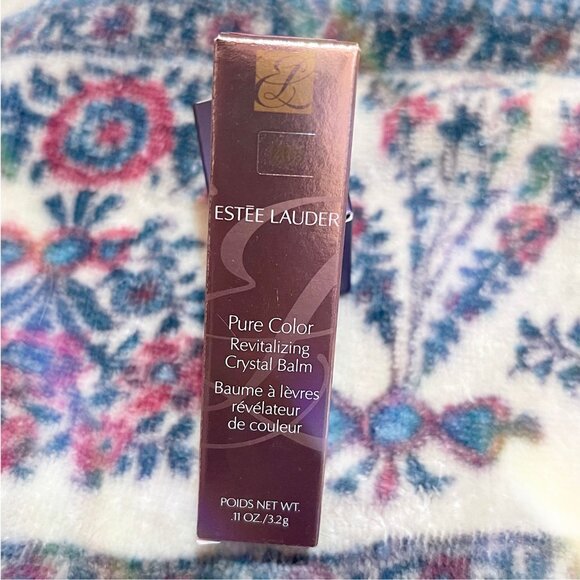 ESTĒE LAUDER
Pure Color
Revitalizing
Crystal Balm
Baume à lèvres
révélateur
de couleur
POIDS NET WT.
.11 OZ./3.2g